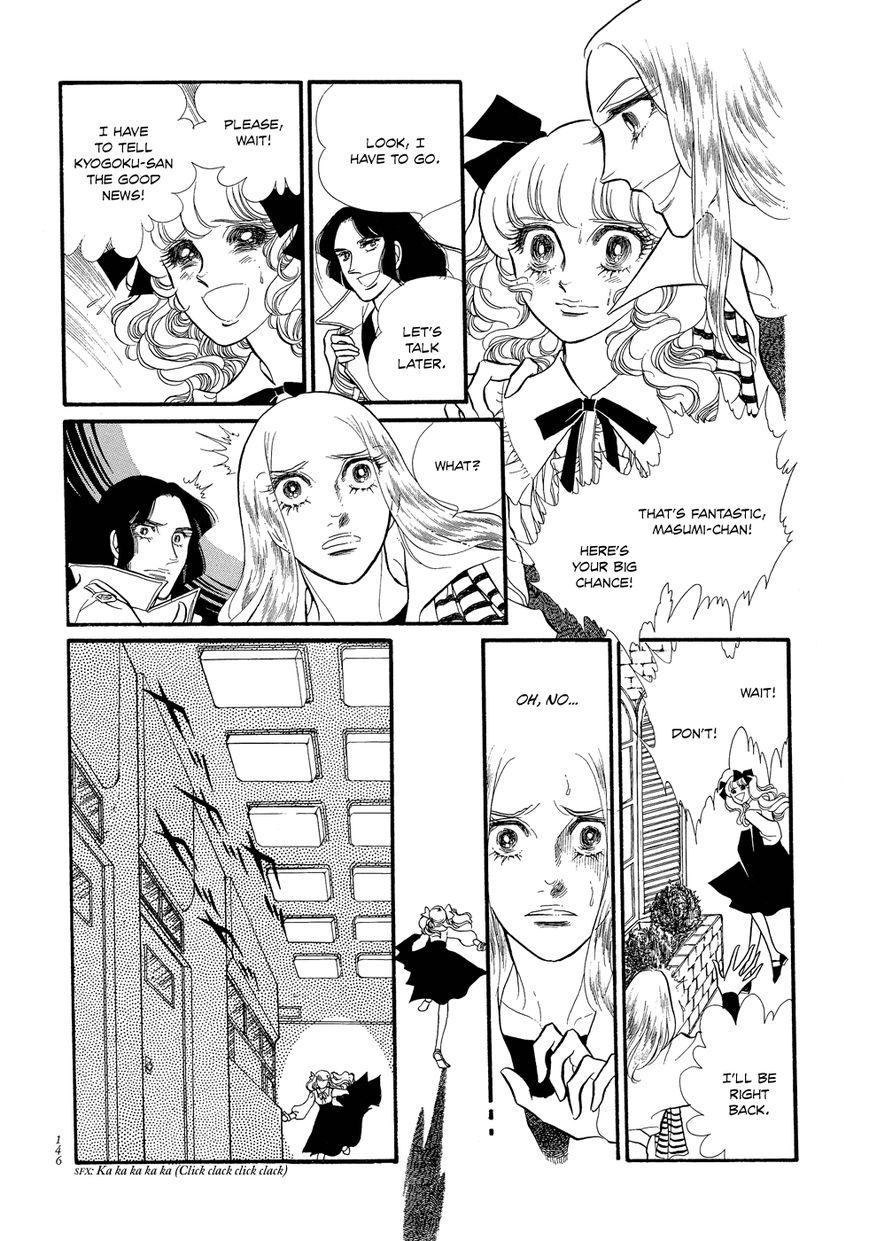 THAT'S FANTASTIC,
MASUMI-CHAN!
HERE'S
YOUR BIG
CHANCE!
LOOK, I
HAVE TO GO.
LET'S
TALK
LATER.
PLEASE,
WAIT!
I HAVE
TO TELL
KYOGOKU-SAN
THE GOOD
NEWS!
WHAT?
WAIT!
DON'T!
I'LL BE
RIGHT
BACK.
OH, NO...
SFX: Ka ka ka ka ka (Click clack click clack)
146